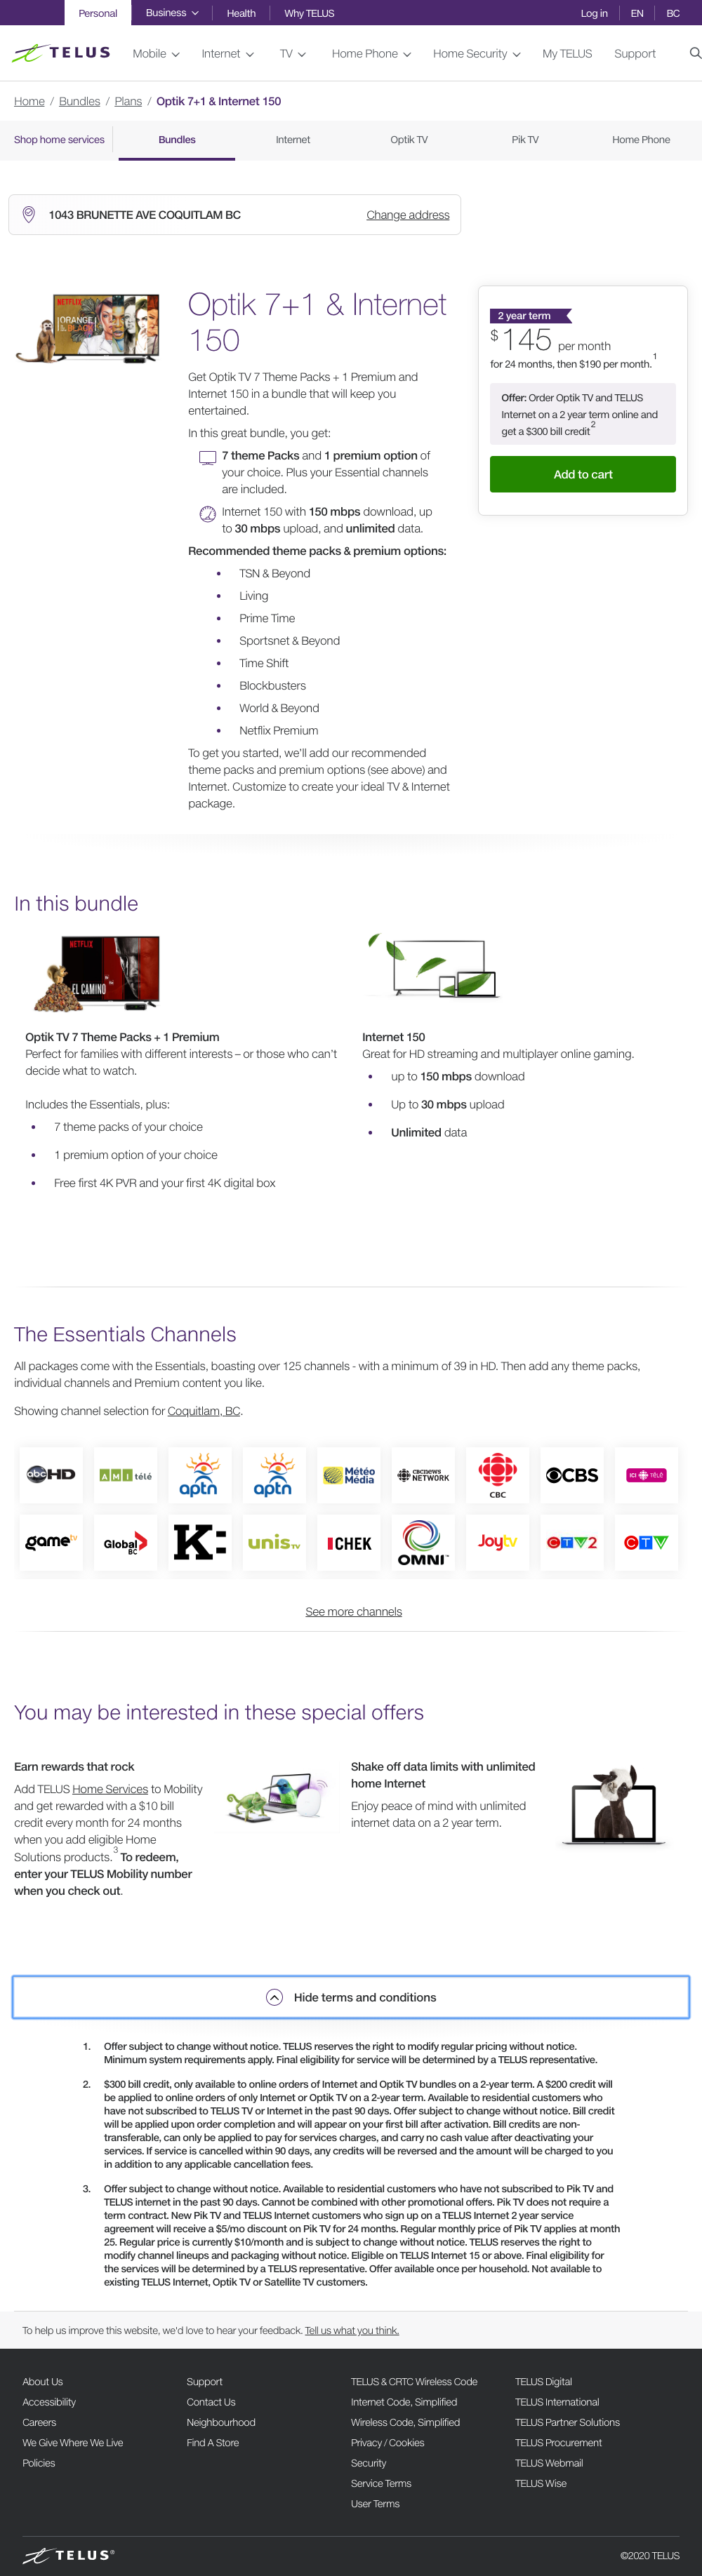 Personal Business Health Why TELUS Log in EN BC
TELUS Mobile Internet TV Home Phone Home Security My TELUS Support
Home / Bundles / Plans / Optik 7+1 & Internet 150
Shop home services Bundles Internet Optik TV Pik TV Home Phone
1043 BRUNETTE AVE COQUITLAM BC Change address
NETFLIX
ORANGE
IS THE
BLACK
Optik 7+1 & Internet
150
Get Optik TV 7 Theme Packs + 1 Premium and
Internet 150 in a bundle that will keep you
entertained.
In this great bundle, you get:
7 theme Packs and 1 premium option of
your choice. Plus your Essential channels
are included.
Internet 150 with 150 mbps download, up
to 30 mbps upload, and unlimited data.
Recommended theme packs & premium options:
• TSN & Beyond
• Living
• Prime Time
• Sportsnet & Beyond
• Time Shift
• Blockbusters
• World & Beyond
• Netflix Premium
To get you started, we'll add our recommended
theme packs and premium options (see above) and
Internet. Customize to create your ideal TV & Internet
package.
2 year term
$145 per month
for 24 months, then $190 per month.1
Offer: Order Optik TV and TELUS
Internet on a 2 year term online and
get a $300 bill credit2
Add to cart
In this bundle
NETFLIX
EL CAMINO
Optik TV 7 Theme Packs + 1 Premium
Perfect for families with different interests – or those who can't
decide what to watch.
Includes the Essentials, plus:
• 7 theme packs of your choice
• 1 premium option of your choice
• Free first 4K PVR and your first 4K digital box
Internet 150
Great for HD streaming and multiplayer online gaming.
• up to 150 mbps download
• Up to 30 mbps upload
• Unlimited data
The Essentials Channels
All packages come with the Essentials, boasting over 125 channels - with a minimum of 39 in HD. Then add any theme packs,
individual channels and Premium content you like.
Showing channel selection for Coquitlam, BC.
abc HD AMI télé aptn aptn Météo Média CBC NEWS NETWORK CBC CBS ICI TÉLÉ
game tv Global BC K: unis TV CHEK OMNI Joytv CTV2 CTV
See more channels
You may be interested in these special offers
Earn rewards that rock
Add TELUS Home Services to Mobility
and get rewarded with a $10 bill
credit every month for 24 months
when you add eligible Home
Solutions products.3 To redeem,
enter your TELUS Mobility number
when you check out.
Shake off data limits with unlimited
home Internet
Enjoy peace of mind with unlimited
internet data on a 2 year term.
Hide terms and conditions
1. Offer subject to change without notice. TELUS reserves the right to modify regular pricing without notice.
Minimum system requirements apply. Final eligibility for service will be determined by a TELUS representative.
2. $300 bill credit, only available to online orders of Internet and Optik TV bundles on a 2-year term. A $200 credit will
be applied to online orders of only Internet or Optik TV on a 2-year term. Available to residential customers who
have not subscribed to TELUS TV or Internet in the past 90 days. Offer subject to change without notice. Bill credit
will be applied upon order completion and will appear on your first bill after activation. Bill credits are non-
transferable, can only be applied to pay for services charges, and carry no cash value after deactivating your
services. If service is cancelled within 90 days, any credits will be reversed and the amount will be charged to you
in addition to any applicable cancellation fees.
3. Offer subject to change without notice. Available to residential customers who have not subscribed to Pik TV and
TELUS internet in the past 90 days. Cannot be combined with other promotional offers. Pik TV does not require a
term contract. New Pik TV and TELUS Internet customers who sign up on a TELUS Internet 2 year service
agreement will receive a $5/mo discount on Pik TV for 24 months. Regular monthly price of Pik TV applies at month
25. Regular price is currently $10/month and is subject to change without notice. TELUS reserves the right to
modify channel lineups and packaging without notice. Eligible on TELUS Internet 15 or above. Final eligibility for
the services will be determined by a TELUS representative. Offer available once per household. Not available to
existing TELUS Internet, Optik TV or Satellite TV customers.
To help us improve this website, we'd love to hear your feedback. Tell us what you think.
About Us Support TELUS & CRTC Wireless Code TELUS Digital
Accessibility Contact Us Internet Code, Simplified TELUS International
Careers Neighbourhood Wireless Code, Simplified TELUS Partner Solutions
We Give Where We Live Find A Store Privacy / Cookies TELUS Procurement
Policies Security TELUS Webmail
Service Terms TELUS Wise
User Terms
TELUS® ©2020 TELUS